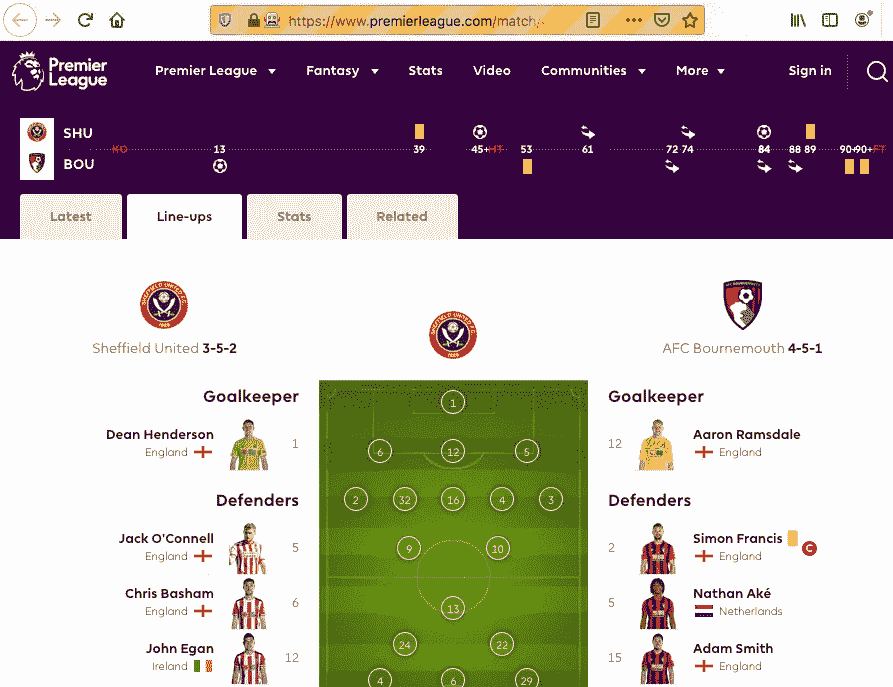 https://www.premierleague.com/match/
Premier League
Premier League Fantasy Stats Video Communities More Sign in
SHU
39 45+HT 61 72 74 84 88 89 90+90+FT
KO 13 53
BOU
Latest Line-ups Stats Related
Sheffield United 3-5-2
AFC Bournemouth 4-5-1
Goalkeeper
Dean Henderson 1
England
Defenders
Jack O'Connell 5
England
Chris Basham 6
England
John Egan 12
Ireland
1
6 12 5
2 32 16 4 3
9 10
13
24 22
4 6 29
Goalkeeper
12 Aaron Ramsdale
England
Defenders
2 Simon Francis C
England
5 Nathan Aké
Netherlands
15 Adam Smith
England